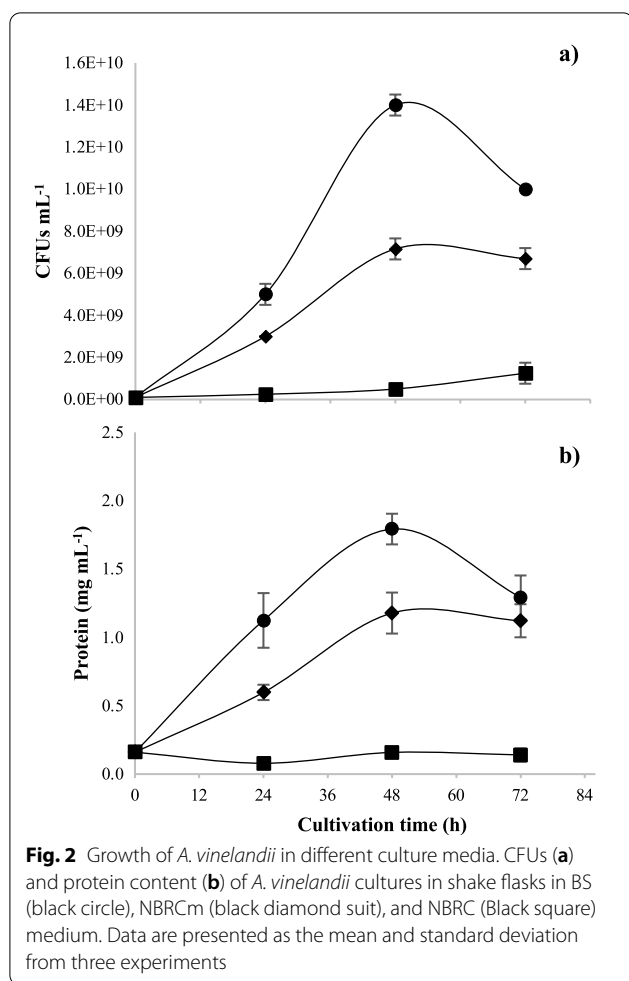 a)
1.6E+10
1.4E+10
1.2E+10
1.0E+10
8.0E+09
6.0E+09
4.0E+09
2.0E+09
0.0E+00
CFUs mL-1
b)
2.5
2.0
1.5
1.0
0.5
0.0
Protein (mg mL-1)
0 12 24 36 48 60 72 84
Cultivation time (h)
Fig. 2 Growth of A. vinelandii in different culture media. CFUs (a)
and protein content (b) of A. vinelandii cultures in shake flasks in BS
(black circle), NBRCm (black diamond suit), and NBRC (Black square)
medium. Data are presented as the mean and standard deviation
from three experiments